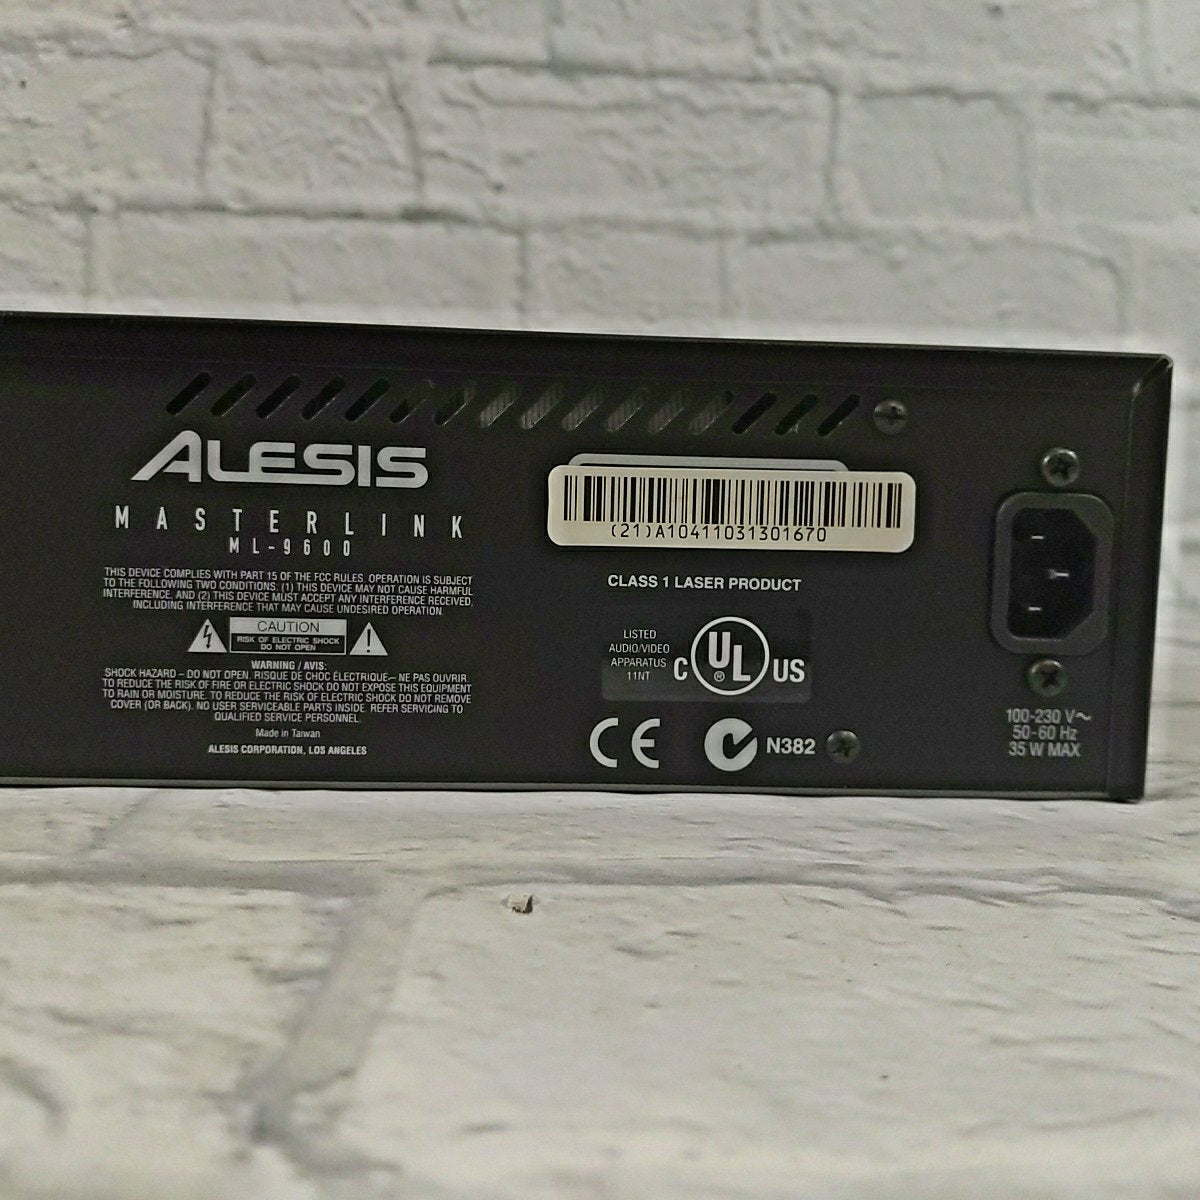 ALESIS
MASTERLINK
ML-9600
THIS DEVICE COMPLIES WITH PART 15 OF THE FCC RULES. OPERATION IS SUBJECT
TO THE FOLLOWING TWO CONDITIONS: (1) THIS DEVICE MAY NOT CAUSE HARMFUL
INTERFERENCE, AND (2) THIS DEVICE MUST ACCEPT ANY INTERFERENCE RECEIVED,
INCLUDING INTERFERENCE THAT MAY CAUSE UNDESIRED OPERATION.
CAUTION
RISK OF ELECTRIC SHOCK
DO NOT OPEN
!
WARNING / AVIS:
SHOCK HAZARD – DO NOT OPEN. RISQUE DE CHOC ÉLECTRIQUE– NE PAS OUVRIR.
TO REDUCE THE RISK OF FIRE OR ELECTRIC SHOCK DO NOT EXPOSE THIS EQUIPMENT
TO RAIN OR MOISTURE. TO REDUCE THE RISK OF ELECTRIC SHOCK DO NOT REMOVE
COVER (OR BACK). NO USER SERVICEABLE PARTS INSIDE. REFER SERVICING TO
QUALIFIED SERVICE PERSONNEL.
Made in Taiwan
ALESIS CORPORATION, LOS ANGELES
(21)A10411031301670
CLASS 1 LASER PRODUCT
LISTED
AUDIO/VIDEO
APPARATUS
11NT
C UL ® US
CE N382
100-230 V~
50-60 Hz
35 W MAX